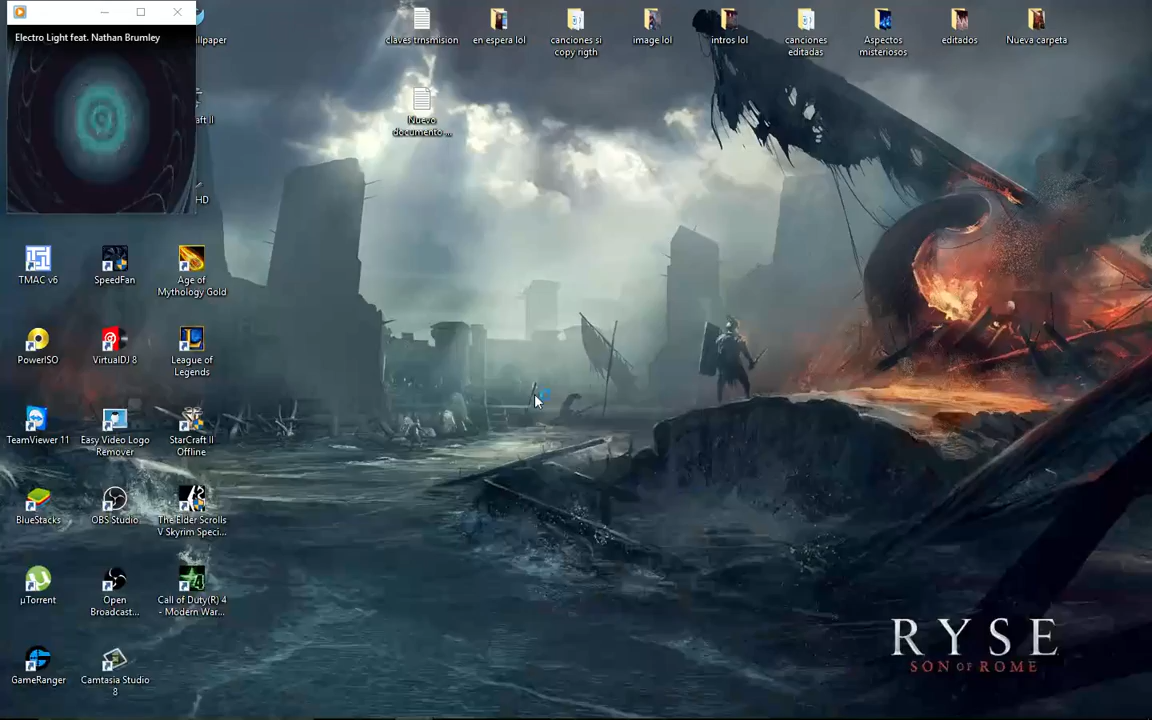 Electro Light feat. Nathan Brumley
llpaper
aft II
HD
claves trnsmision
en espera lol
canciones si
copy rigth
image lol
intros lol
canciones
editadas
Aspectos
misteriosos
editados
Nueva carpeta
Nuevo
documento ...
TMAC v6
SpeedFan
Age of
Mythology Gold
PowerISO
VirtualDJ 8
League of
Legends
TeamViewer 11
Easy Video Logo
Remover
StarCraft II
Offline
BlueStacks
OBS Studio
The Elder Scrolls
V Skyrim Speci...
µTorrent
Open
Broadcast...
Call of Duty(R) 4
- Modern War...
GameRanger
Camtasia Studio
8
RYSE
SON OF ROME